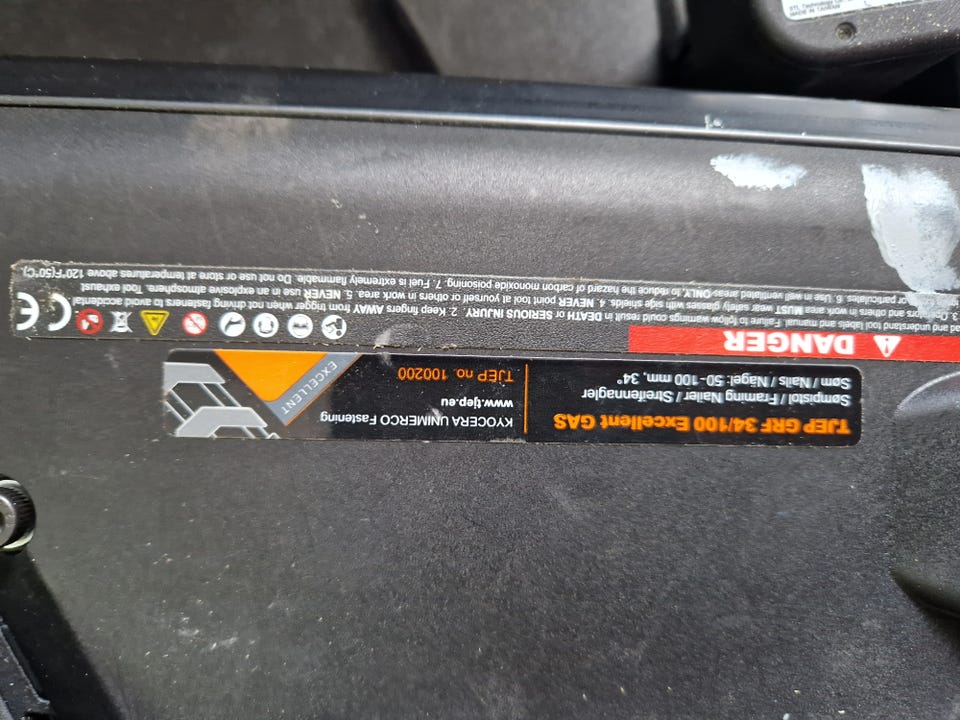 TJEP GRF 34/100 Excellent GAS
Sømpistol / Framing Nailer / Streifennagler
Søm / Nails / Nägel: 50-100 mm, 34°
KYOCERA UNIMERCO Fastening
www.tjep.eu
TJEP no. 100200
EXCELLENT
DANGER
and understand tool labels and manual. Failure to follow warnings could result in DEATH or SERIOUS INJURY. 2. Keep fingers AWAY from trigger when not driving fasteners to avoid accidental
3. Operators and others in work area MUST wear safety glasses with side shields. 4. NEVER point tool at yourself or others in work area. 5. NEVER use in an explosive atmosphere. Tool exhaust
or particulates. 6. Use in well ventilated areas ONLY to reduce the hazard of carbon monoxide poisoning. 7. Fuel is extremely flammable. Do not use or store at temperatures above 120°F(50°C).
CE
MADE IN TAIWAN